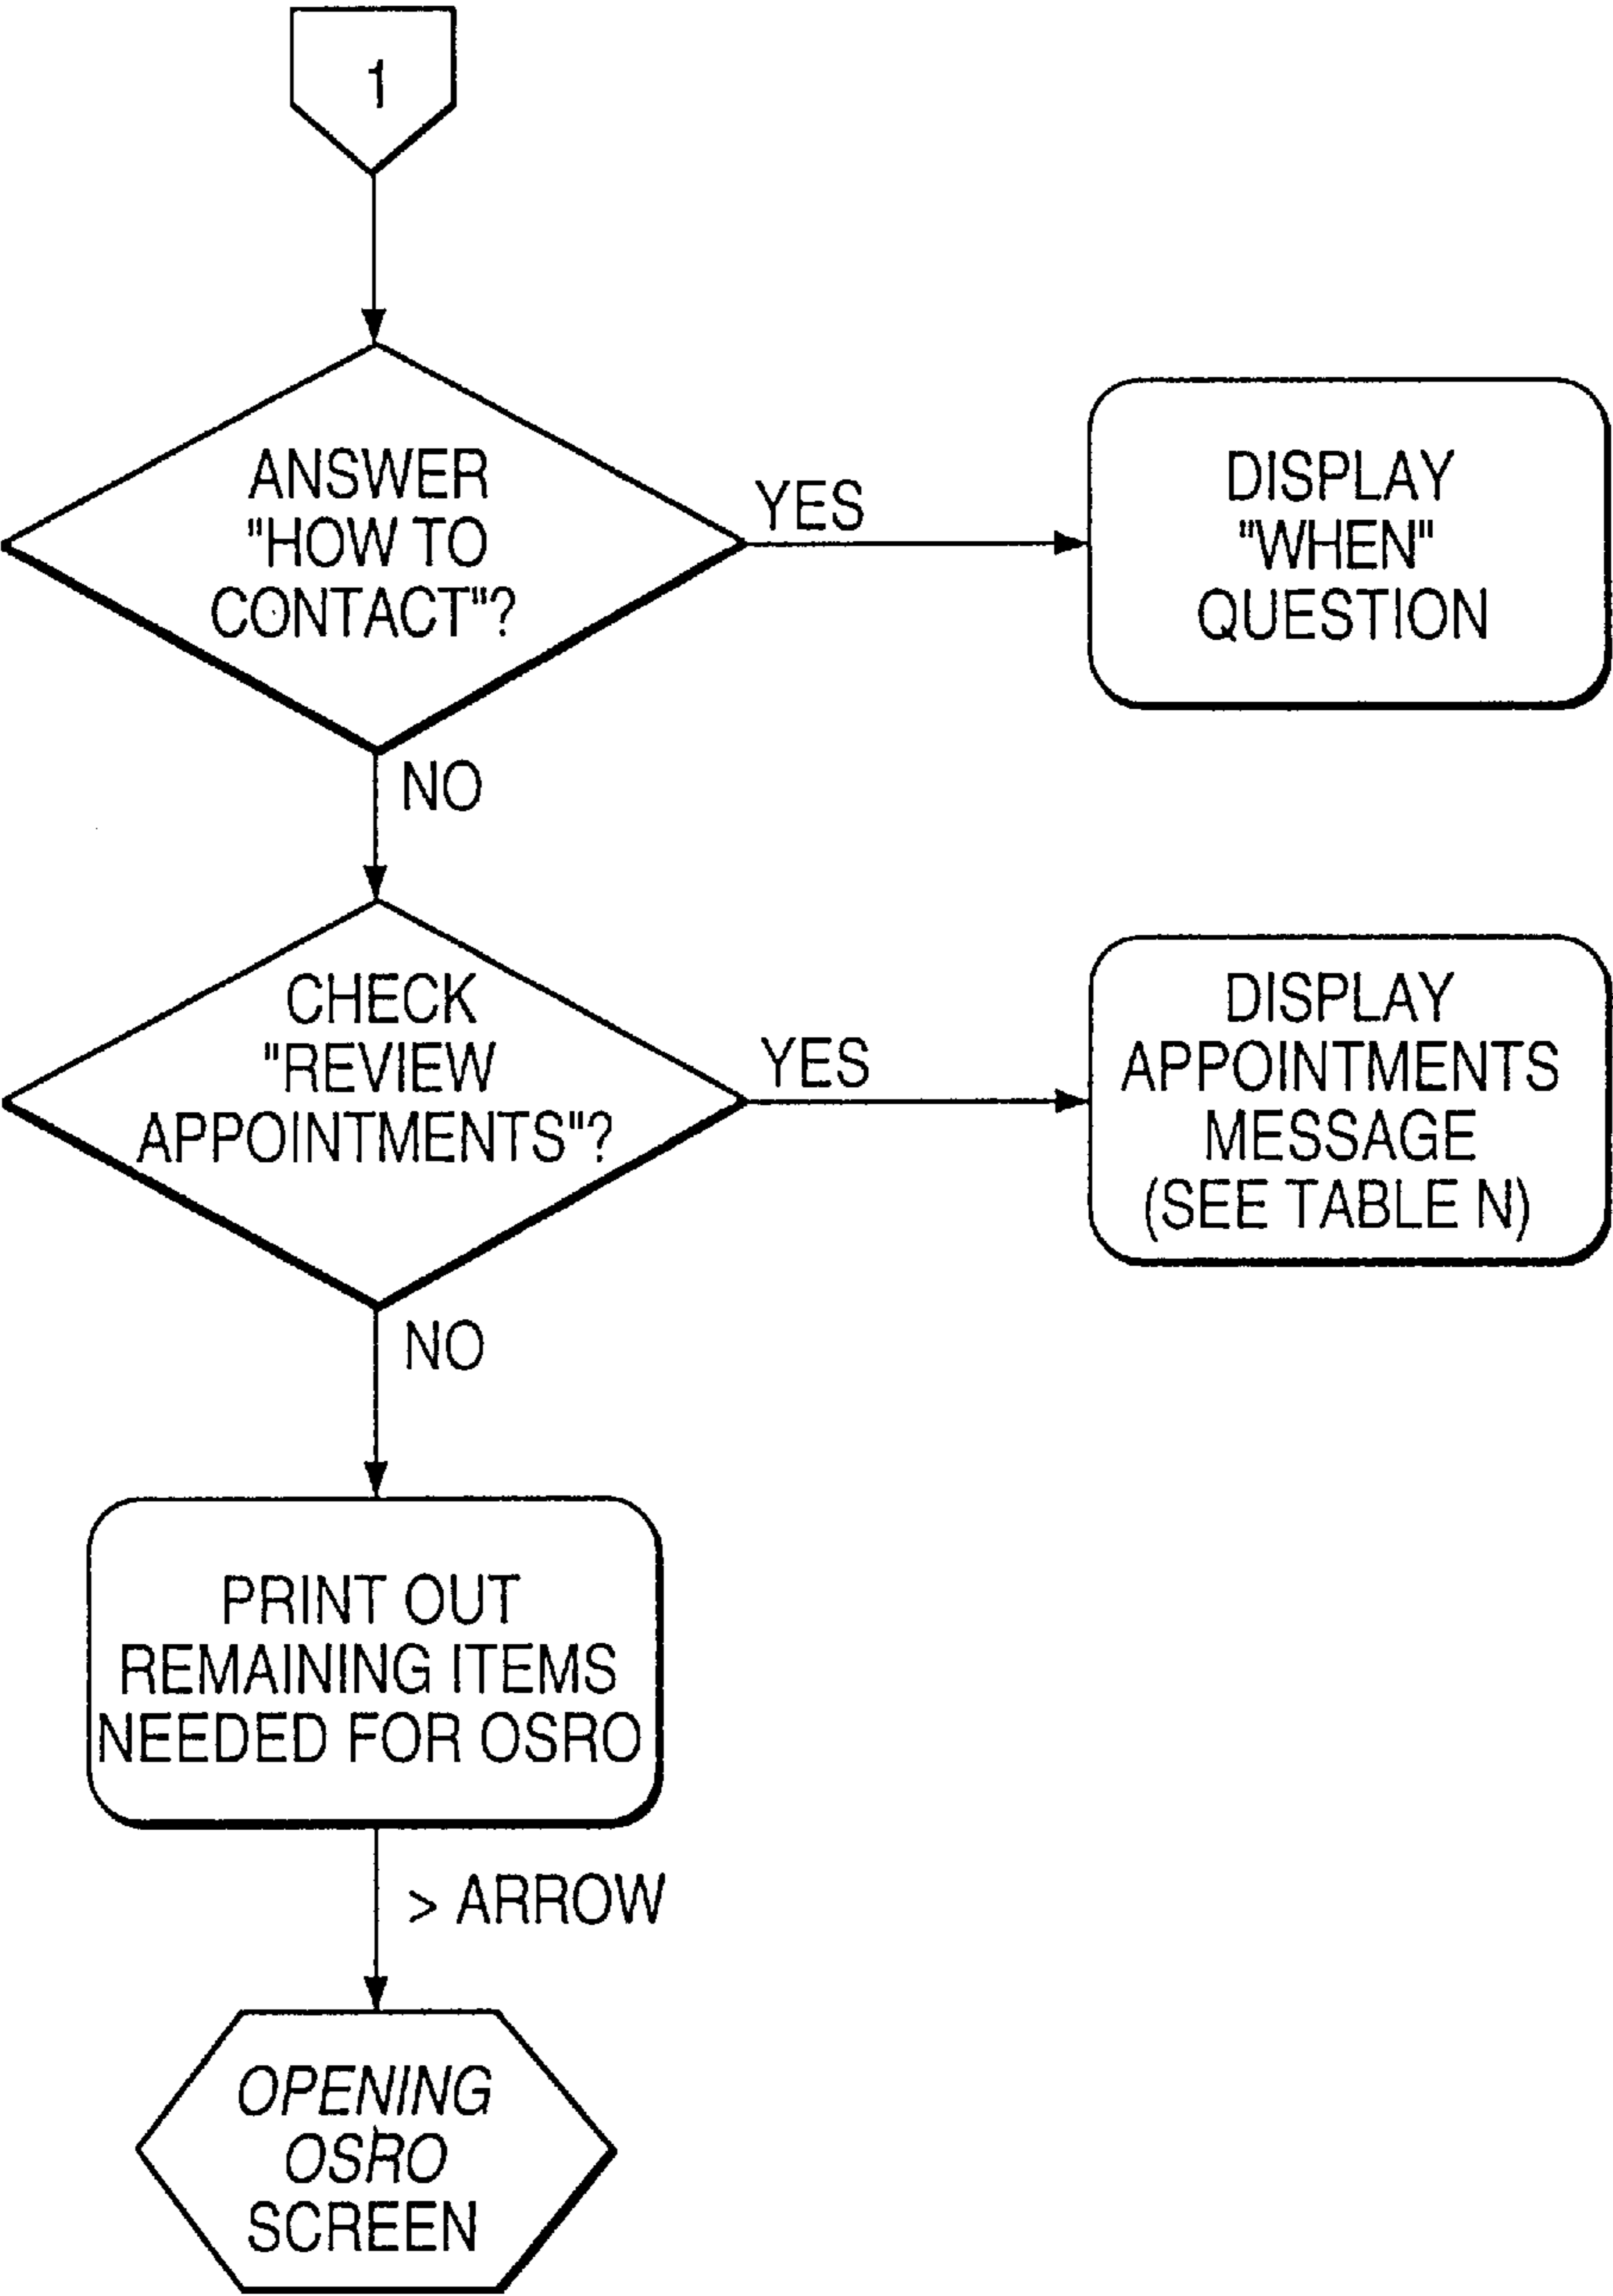 1
ANSWER
"HOW TO
CONTACT"?
YES
DISPLAY
"WHEN"
QUESTION
NO
CHECK
"REVIEW
APPOINTMENTS"?
YES
DISPLAY
APPOINTMENTS
MESSAGE
(SEE TABLE N)
NO
PRINT OUT
REMAINING ITEMS
NEEDED FOR OSRO
> ARROW
OPENING
OSRO
SCREEN